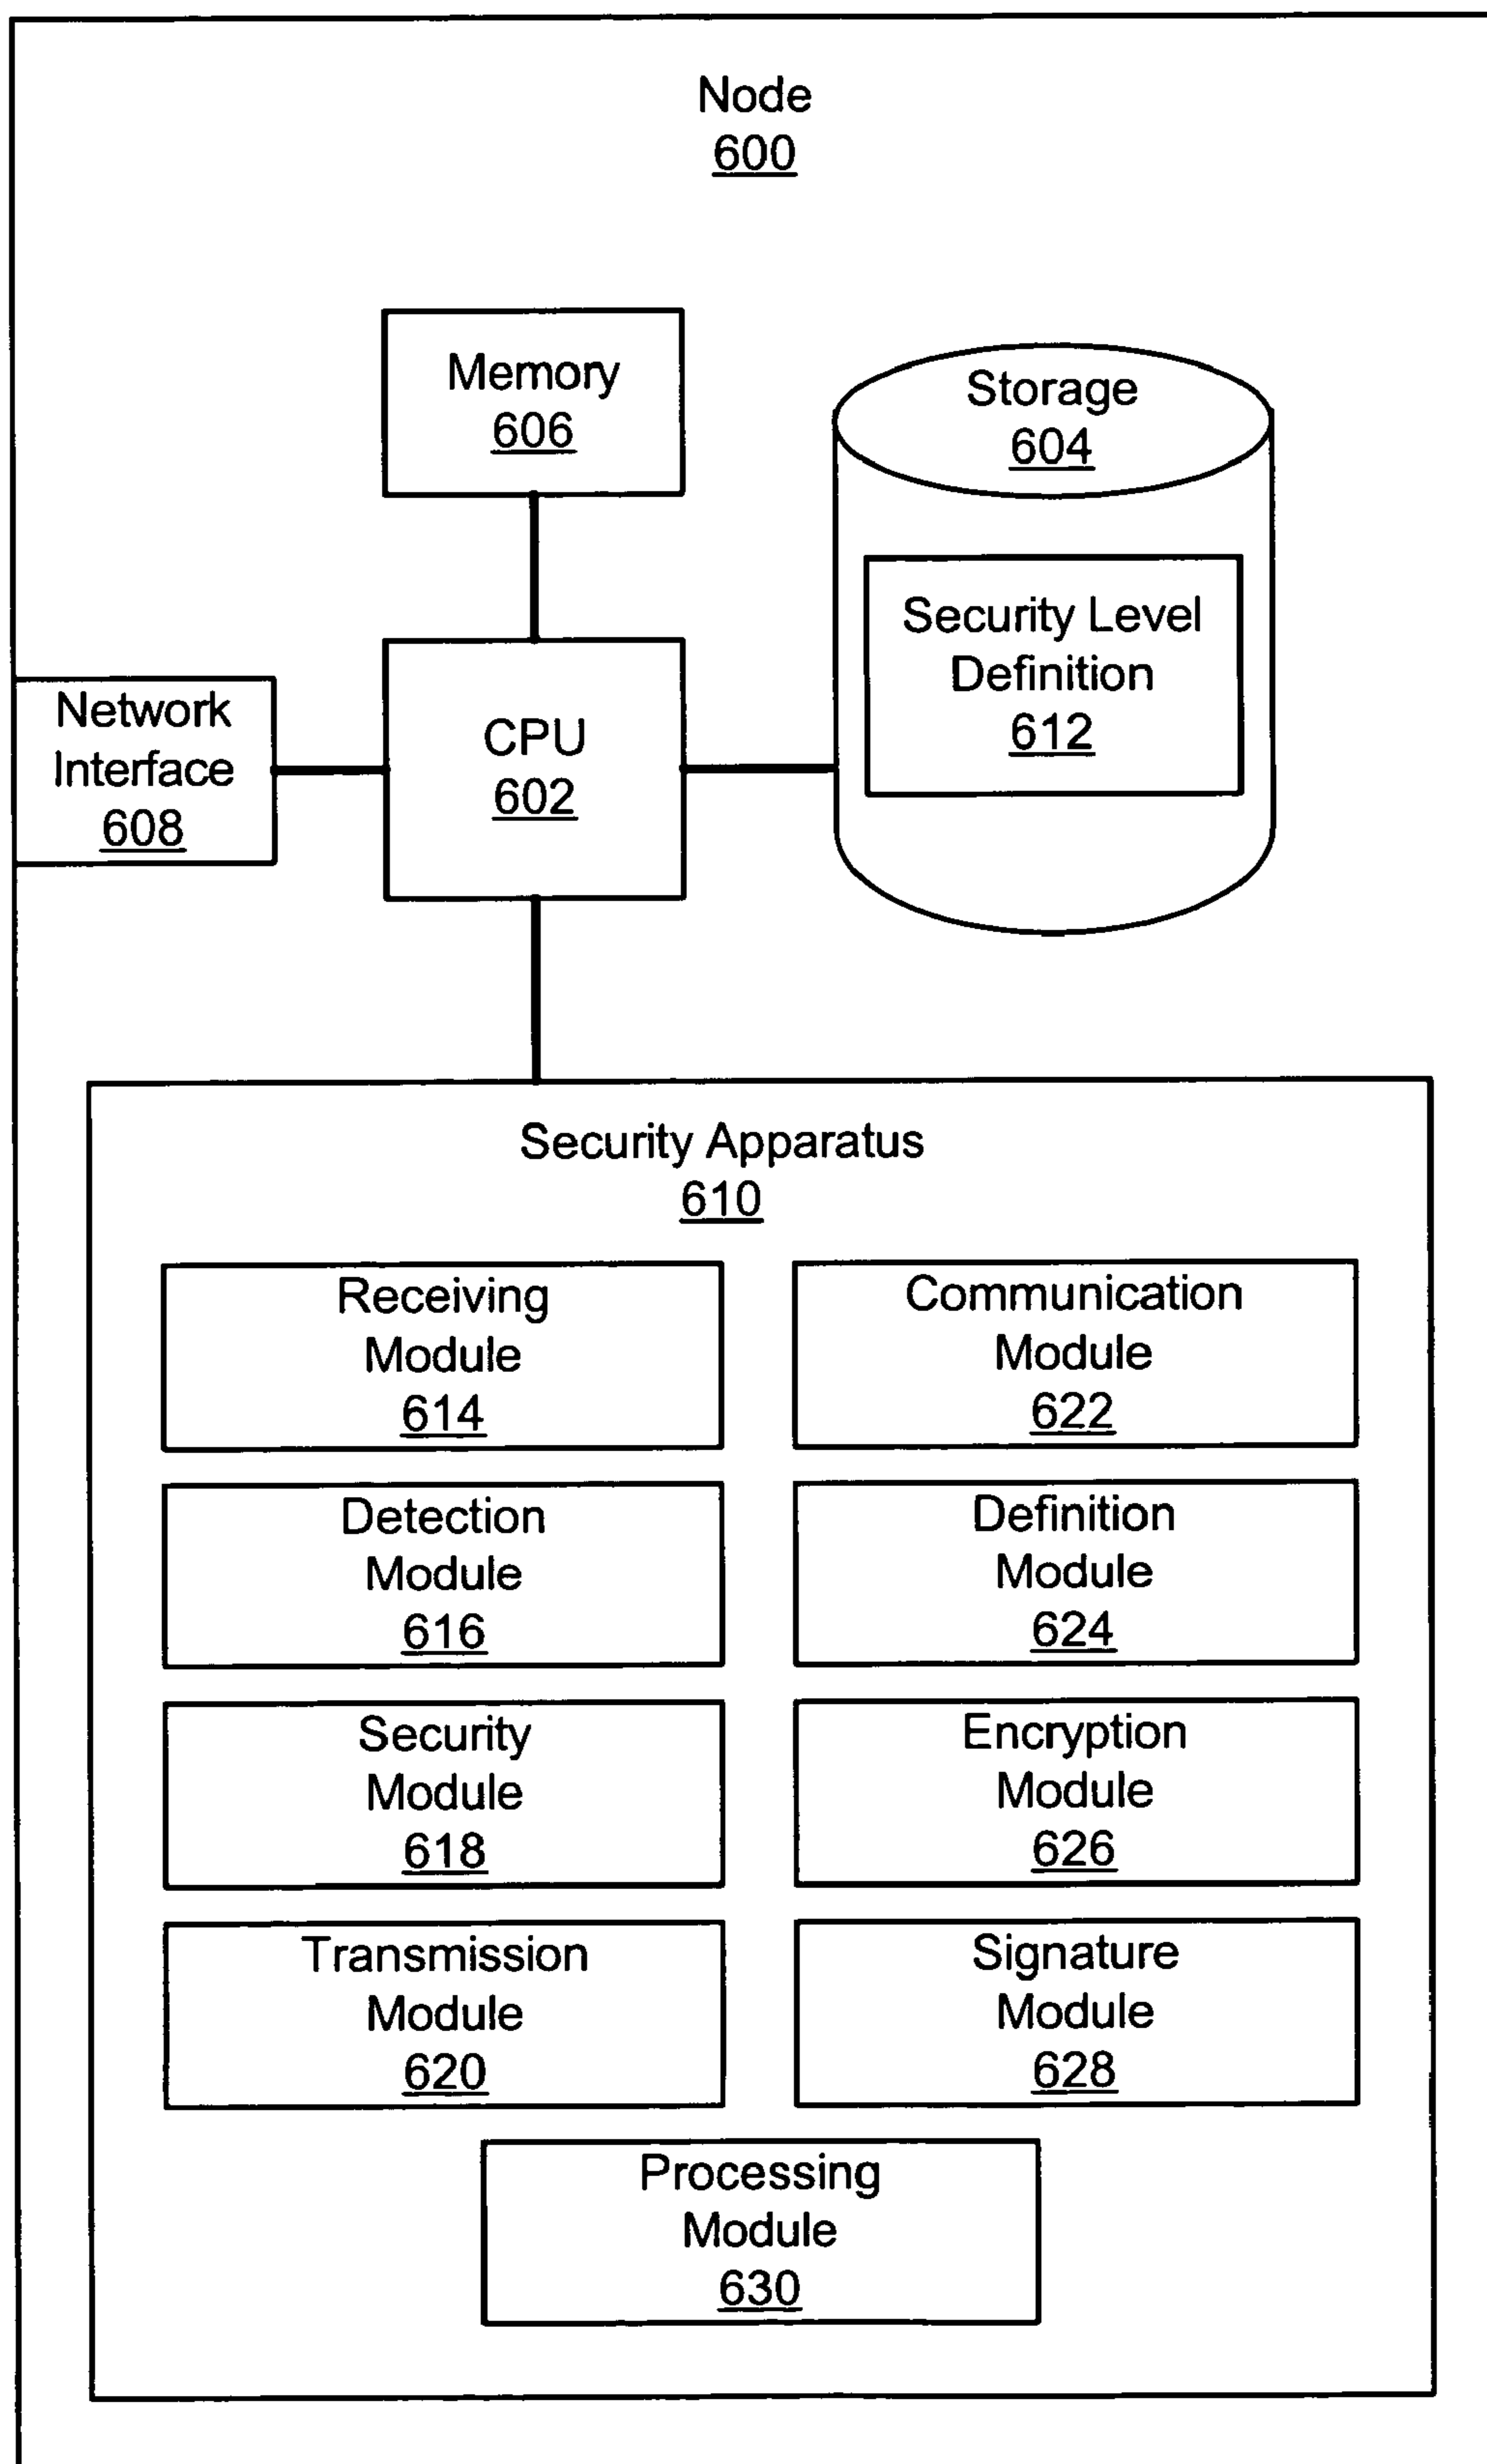 Node
600
Memory
606
Storage
604
Security Level
Definition
612
Network
Interface
608
CPU
602
Security Apparatus
610
Receiving
Module
614
Communication
Module
622
Detection
Module
616
Definition
Module
624
Security
Module
618
Encryption
Module
626
Transmission
Module
620
Signature
Module
628
Processing
Module
630